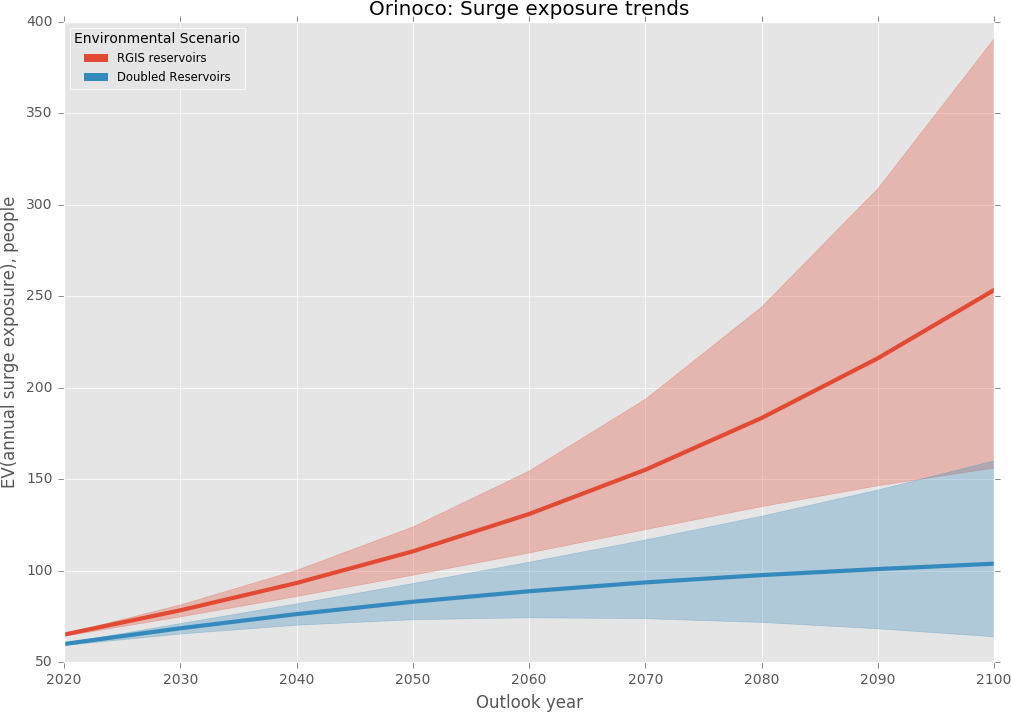 Orinoco: Surge exposure trends
400
350
300
250
200
150
100
50
EV(annual surge exposure), people
Environmental Scenario
RGIS reservoirs
Doubled Reservoirs
2020 2030 2040 2050 2060 2070 2080 2090 2100
Outlook year